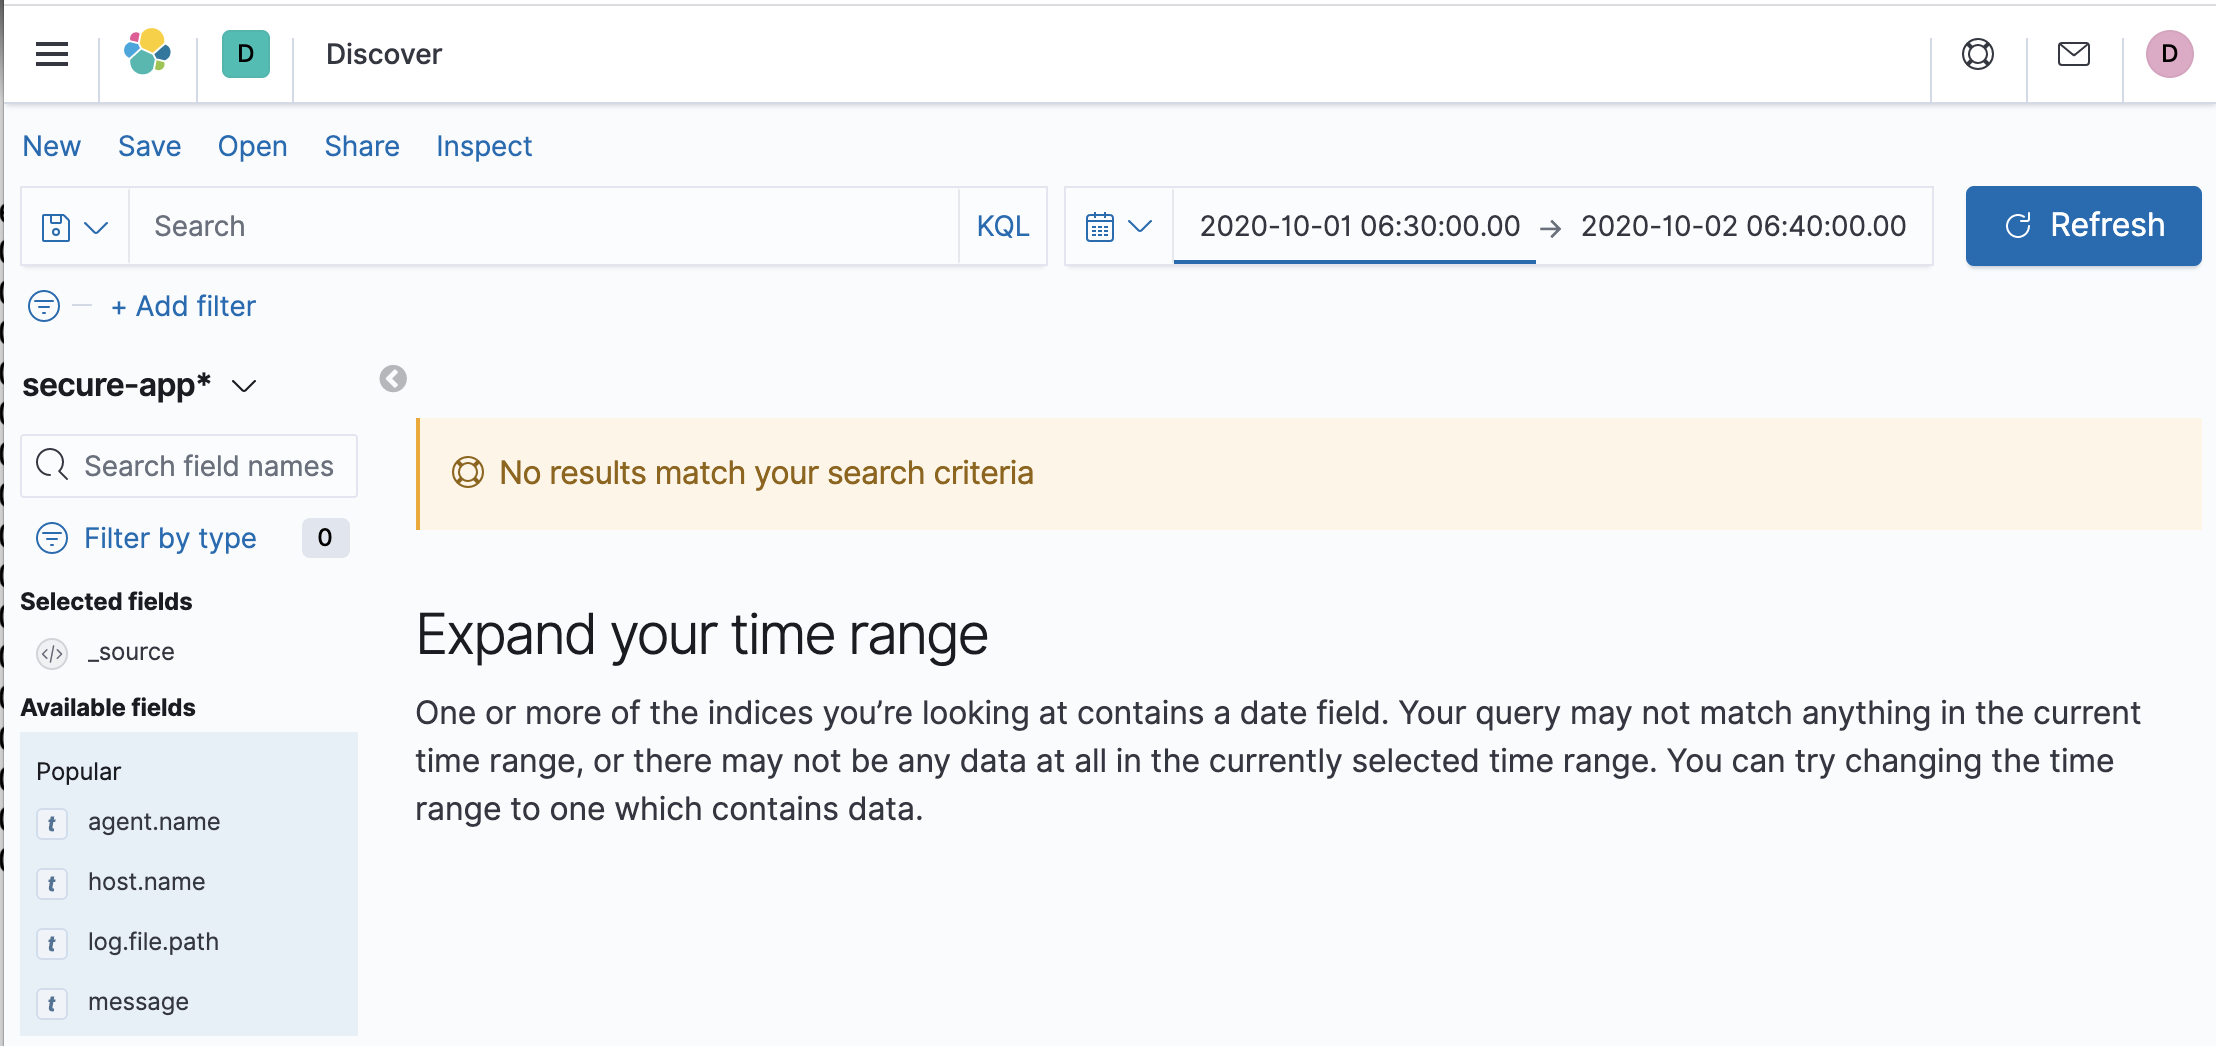 D
Discover
D
New Save Open Share Inspect
Search
KQL
2020-10-01 06:30:00.00 → 2020-10-02 06:40:00.00
Refresh
+ Add filter
secure-app*
Search field names
Filter by type 0
Selected fields
_source
Available fields
Popular
t agent.name
t host.name
t log.file.path
t message
No results match your search criteria
Expand your time range
One or more of the indices you’re looking at contains a date field. Your query may not match anything in the current
time range, or there may not be any data at all in the currently selected time range. You can try changing the time
range to one which contains data.